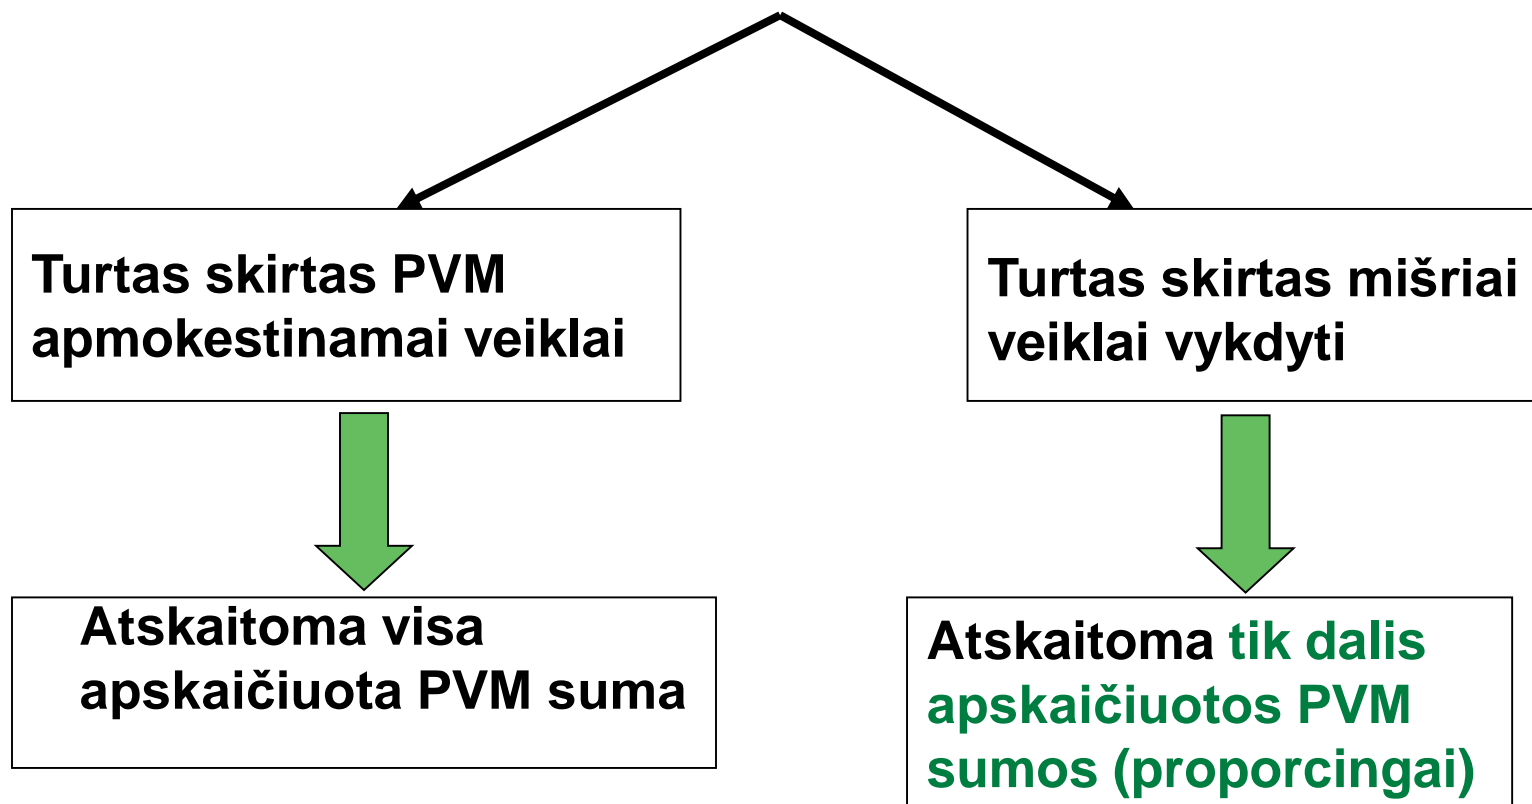 Turtas skirtas PVM
apmokestinamai veiklai
Turtas skirtas mišriai
veiklai vykdyti
Atskaitoma visa
apskaičiuota PVM suma
Atskaitoma tik dalis
apskaičiuotos PVM
sumos (proporcingai)